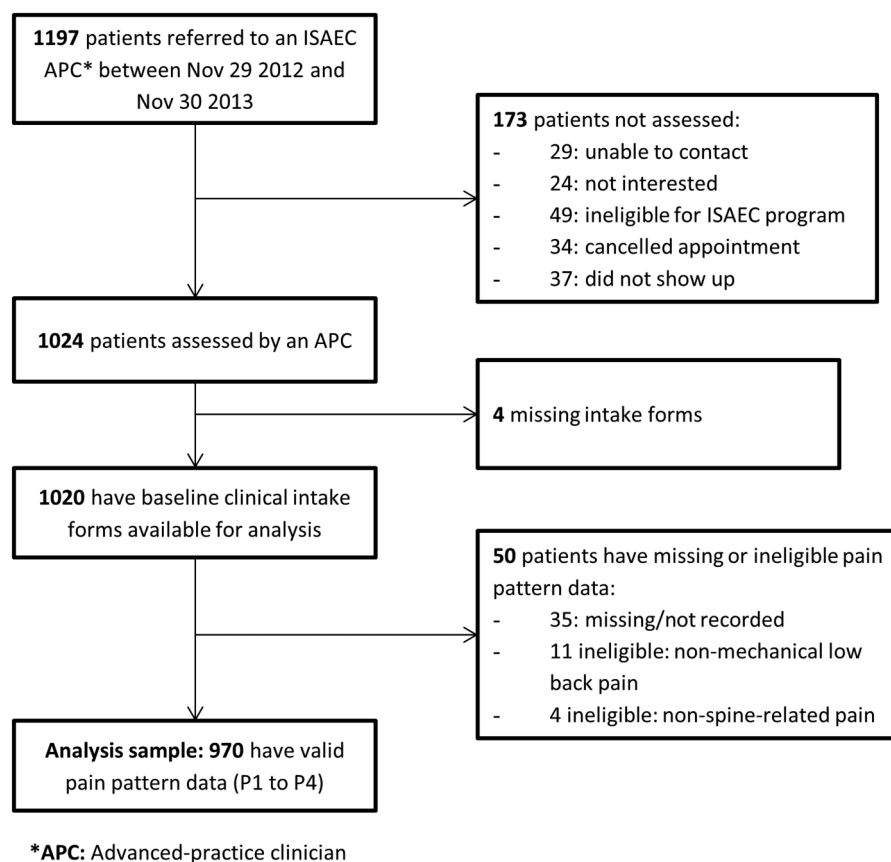 1197 patients referred to an ISAEC
APC* between Nov 29 2012 and
Nov 30 2013
173 patients not assessed:
- 29: unable to contact
- 24: not interested
- 49: ineligible for ISAEC program
- 34: cancelled appointment
- 37: did not show up
1024 patients assessed by an APC
4 missing intake forms
1020 have baseline clinical intake
forms available for analysis
50 patients have missing or ineligible pain
pattern data:
- 35: missing/not recorded
- 11 ineligible: non-mechanical low
back pain
- 4 ineligible: non-spine-related pain
Analysis sample: 970 have valid
pain pattern data (P1 to P4)
*APC: Advanced-practice clinician